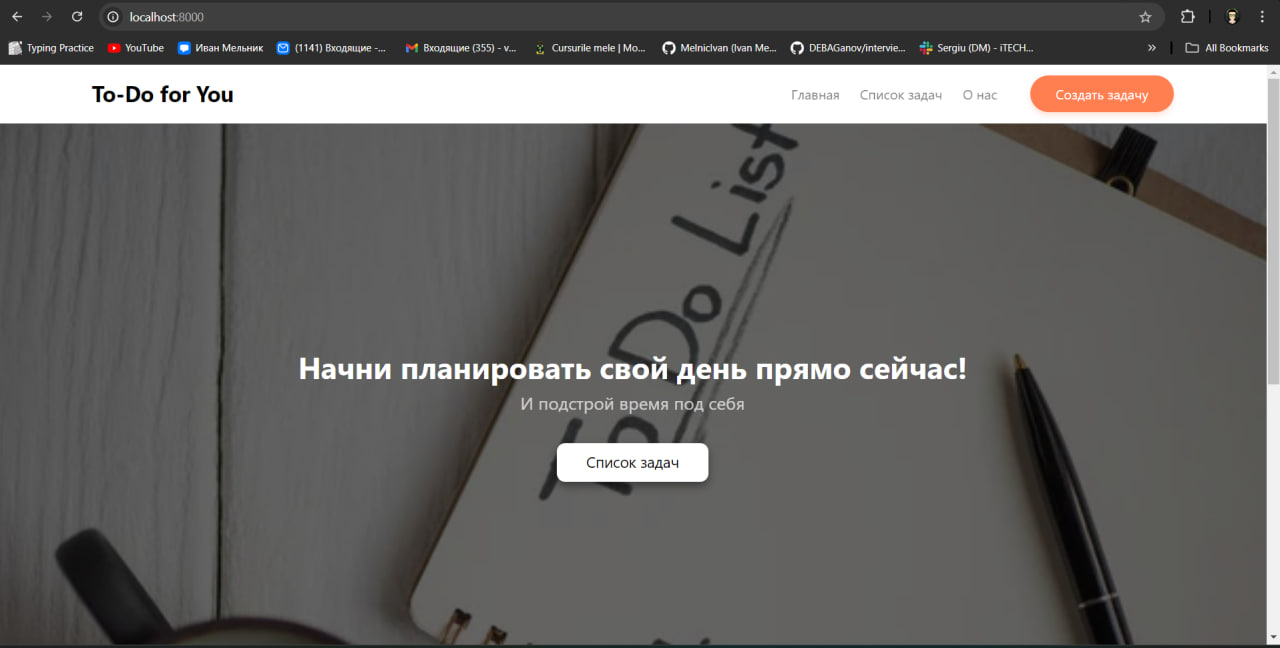 localhost:8000
Typing Practice
YouTube
Иван Мельник
(1141) Входящие -...
Входящие (355) - v...
Cursurile mele | Mo...
MelnicIvan (Ivan Me...
DEBAGanov/intervie...
Sergiu (DM) - iTECH...
»
All Bookmarks
To-Do for You
Главная
Список задач
О нас
Создать задачу
To Do List
Начни планировать свой день прямо сейчас!
И подстрой время под себя
Список задач